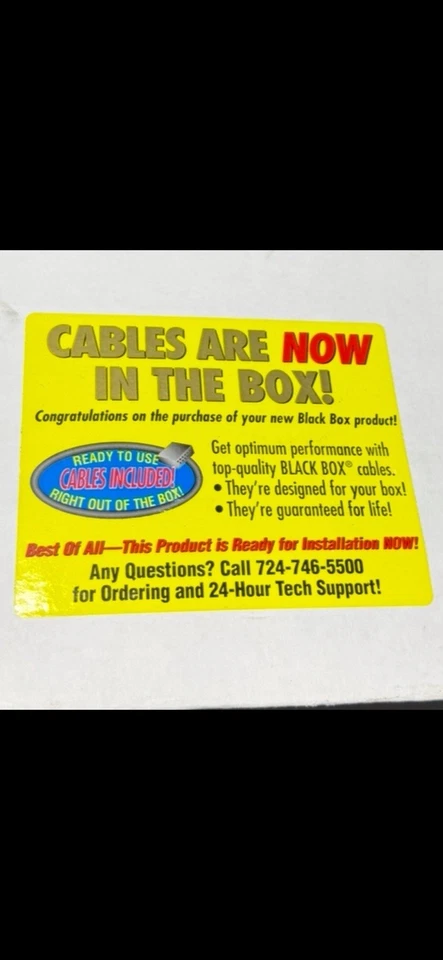 CABLES ARE NOW
IN THE BOX!
Congratulations on the purchase of your new Black Box product!
READY TO USE
CABLES INCLUDED!
RIGHT OUT OF THE BOX!
Get optimum performance with
top-quality BLACK BOX® cables.
• They're designed for your box!
• They're guaranteed for life!
Best Of All—This Product is Ready for Installation NOW!
Any Questions? Call 724-746-5500
for Ordering and 24-Hour Tech Support!